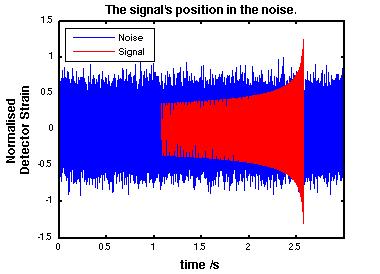 The signal's position in the noise.
Noise
Signal
Normalised
Detector Strain
1.5
1
0.5
0
-0.5
-1
-1.5
0 0.5 1 1.5 2 2.5
time /s